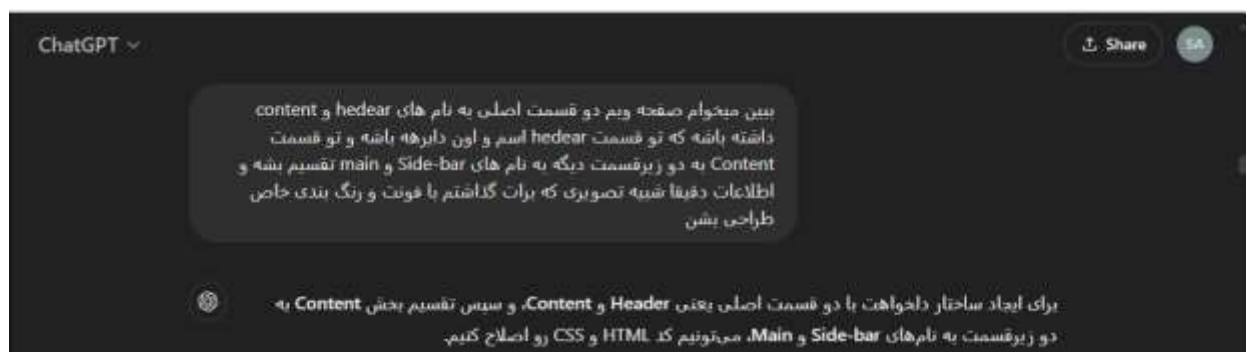 ChatGPT
Share
SA
ببین میخوام صفحه وبم دو قسمت اصلی به نام های hedear و content
داشته باشه که تو قسمت hedear اسم و اون دایرهه باشه و تو قسمت
Content به دو زیرقسمت دیگه به نام های Side-bar و main تقسیم بشه و
اطلاعات دقیقا شبیه تصویری که برات گذاشتم با فونت و رنگ بندی خاص
طراحی بشن
برای ایجاد ساختار دلخواهت با دو قسمت اصلی یعنی Header و Content، و سپس تقسیم بخش Content به
دو زیرقسمت به نام‌های Side-bar و Main، می‌تونیم کد HTML و CSS رو اصلاح کنیم.